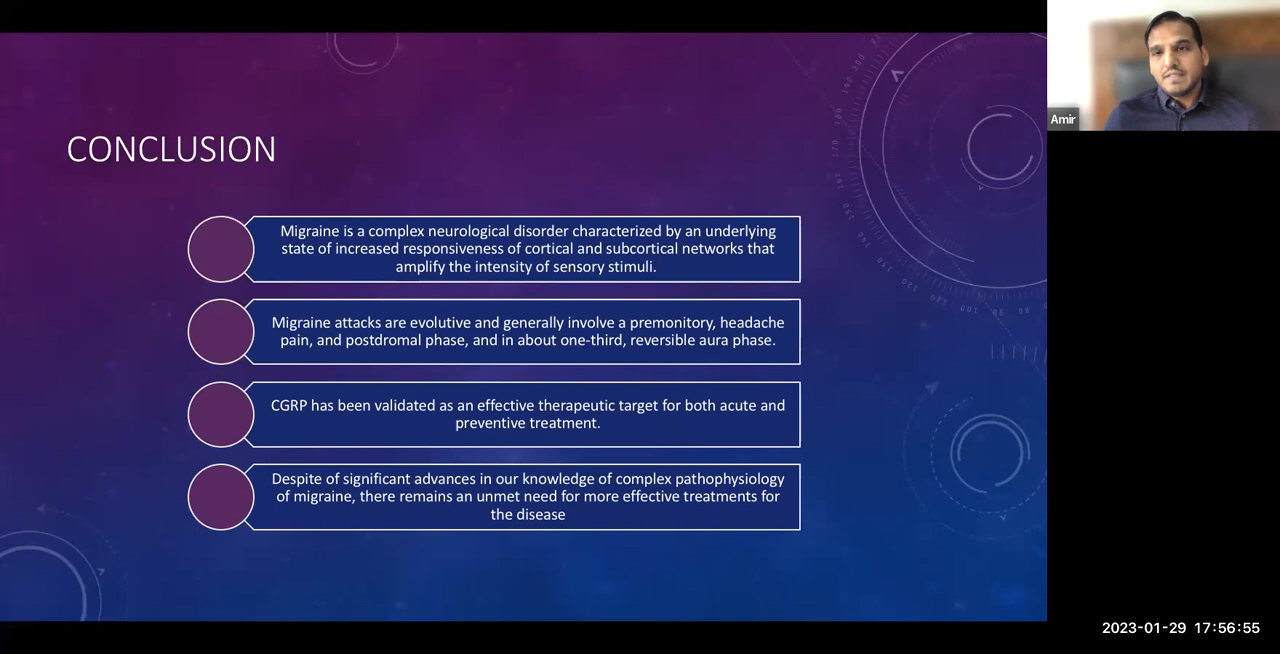 CONCLUSION
Migraine is a complex neurological disorder characterized by an underlying
state of increased responsiveness of cortical and subcortical networks that
amplify the intensity of sensory stimuli.
Migraine attacks are evolutive and generally involve a premonitory, headache
pain, and postdromal phase, and in about one-third, reversible aura phase.
CGRP has been validated as an effective therapeutic target for both acute and
preventive treatment.
Despite of significant advances in our knowledge of complex pathophysiology
of migraine, there remains an unmet need for more effective treatments for
the disease
Amir
2023-01-29 17:56:55